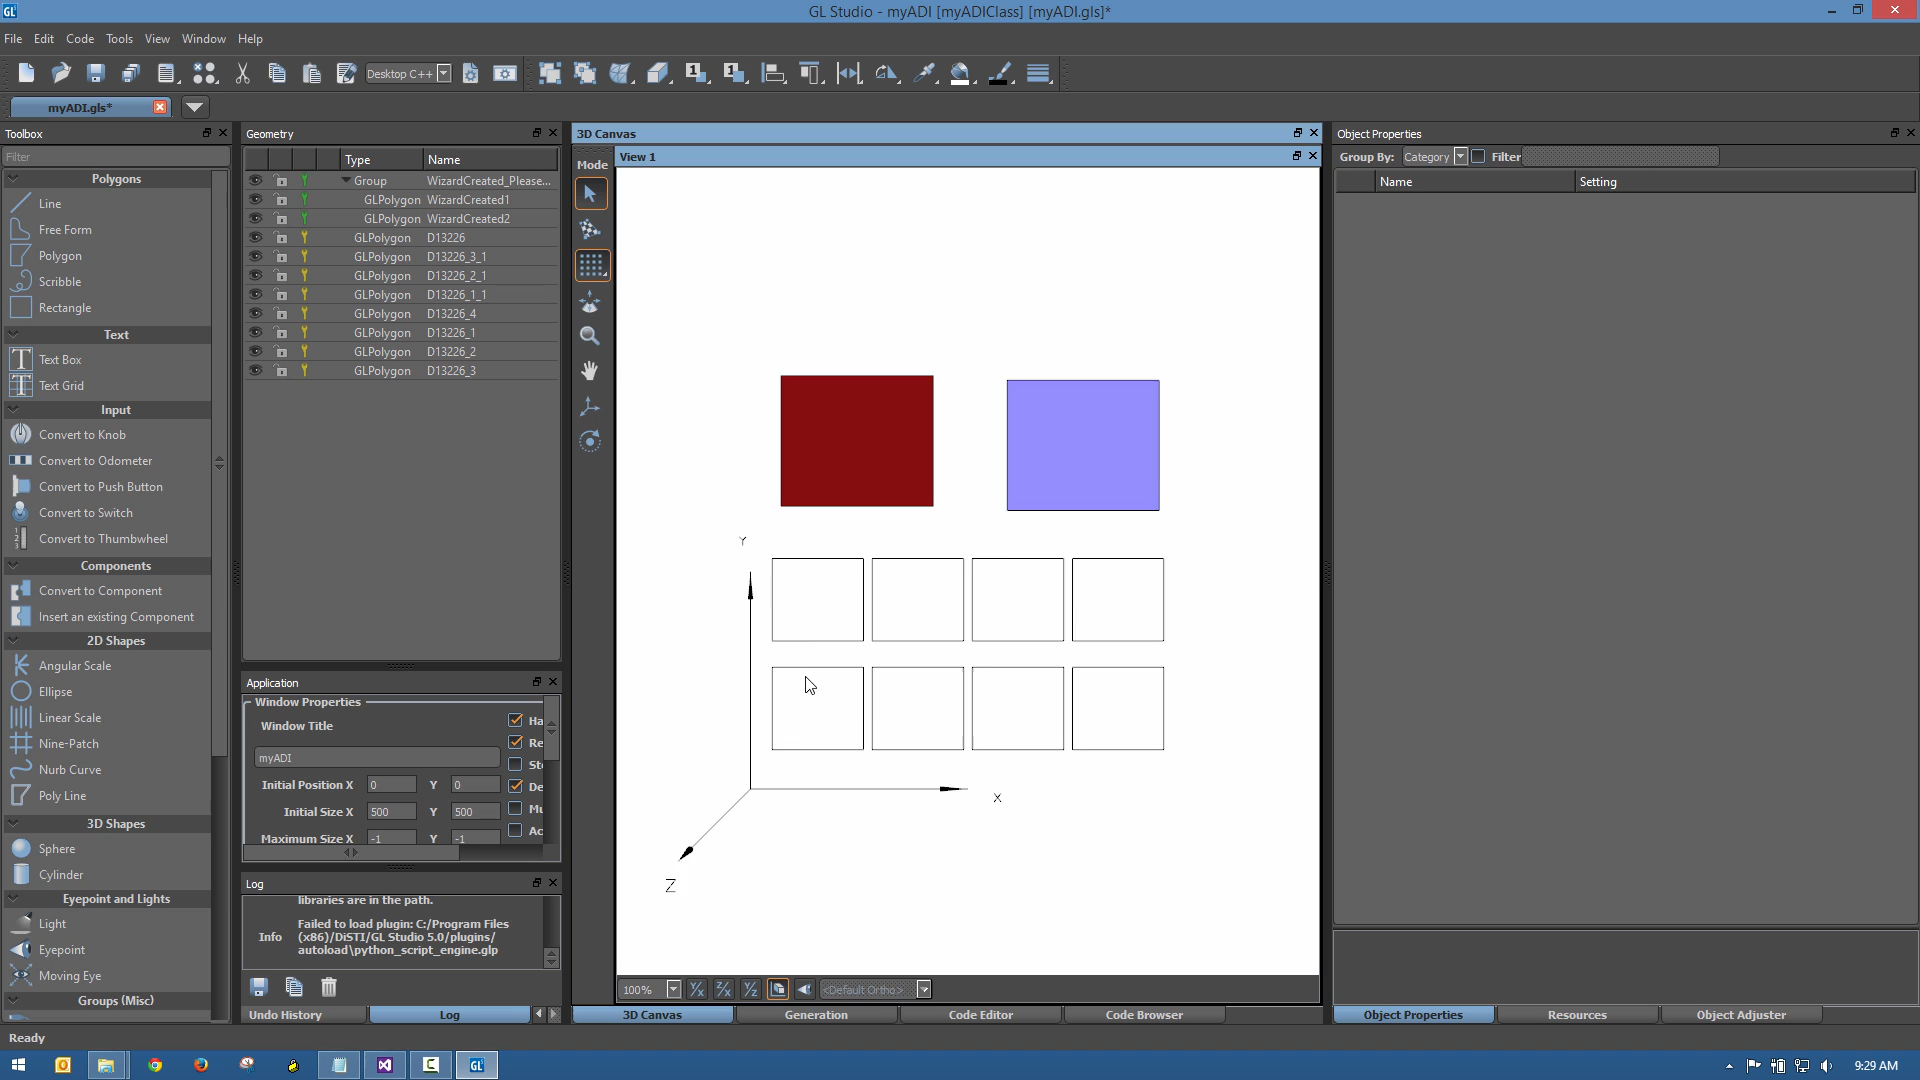 GL
GL Studio - myADI [myADIClass] [myADI.gls]*
File Edit Code Tools View Window Help
Desktop C++
myADI.gls*
Toolbox
Filter
Polygons
Line
Free Form
Polygon
Scribble
Rectangle
Text
Text Box
Text Grid
Input
Convert to Knob
Convert to Odometer
Convert to Push Button
Convert to Switch
Convert to Thumbwheel
Components
Convert to Component
Insert an existing Component
2D Shapes
Angular Scale
Ellipse
Linear Scale
Nine-Patch
Nurb Curve
Poly Line
3D Shapes
Sphere
Cylinder
Eyepoint and Lights
Light
Eyepoint
Moving Eye
Groups (Misc)
Geometry
Type Name
Group WizardCreated_Please...
GLPolygon WizardCreated1
GLPolygon WizardCreated2
GLPolygon D13226
GLPolygon D13226_3_1
GLPolygon D13226_2_1
GLPolygon D13226_1_1
GLPolygon D13226_4
GLPolygon D13226_1
GLPolygon D13226_2
GLPolygon D13226_3
Application
Window Properties
Window Title
Ha
Re
myADI
St
Initial Position X 0 Y 0
De
Initial Size X 500 Y 500
Mu
Maximum Size X -1 Y -1
Ac
Log
libraries are in the path.
Info Failed to load plugin: C:/Program Files
(x86)/DiSTI/GL Studio 5.0/plugins/
autoload\python_script_engine.glp
Undo History Log
3D Canvas
Mode View 1
Y
X
Z
100% Y/X Z/X Y/Z <Default Ortho>
3D Canvas Generation Code Editor Code Browser
Object Properties
Group By: Category Filter
Name Setting
Object Properties Resources Object Adjuster
Ready
9:29 AM